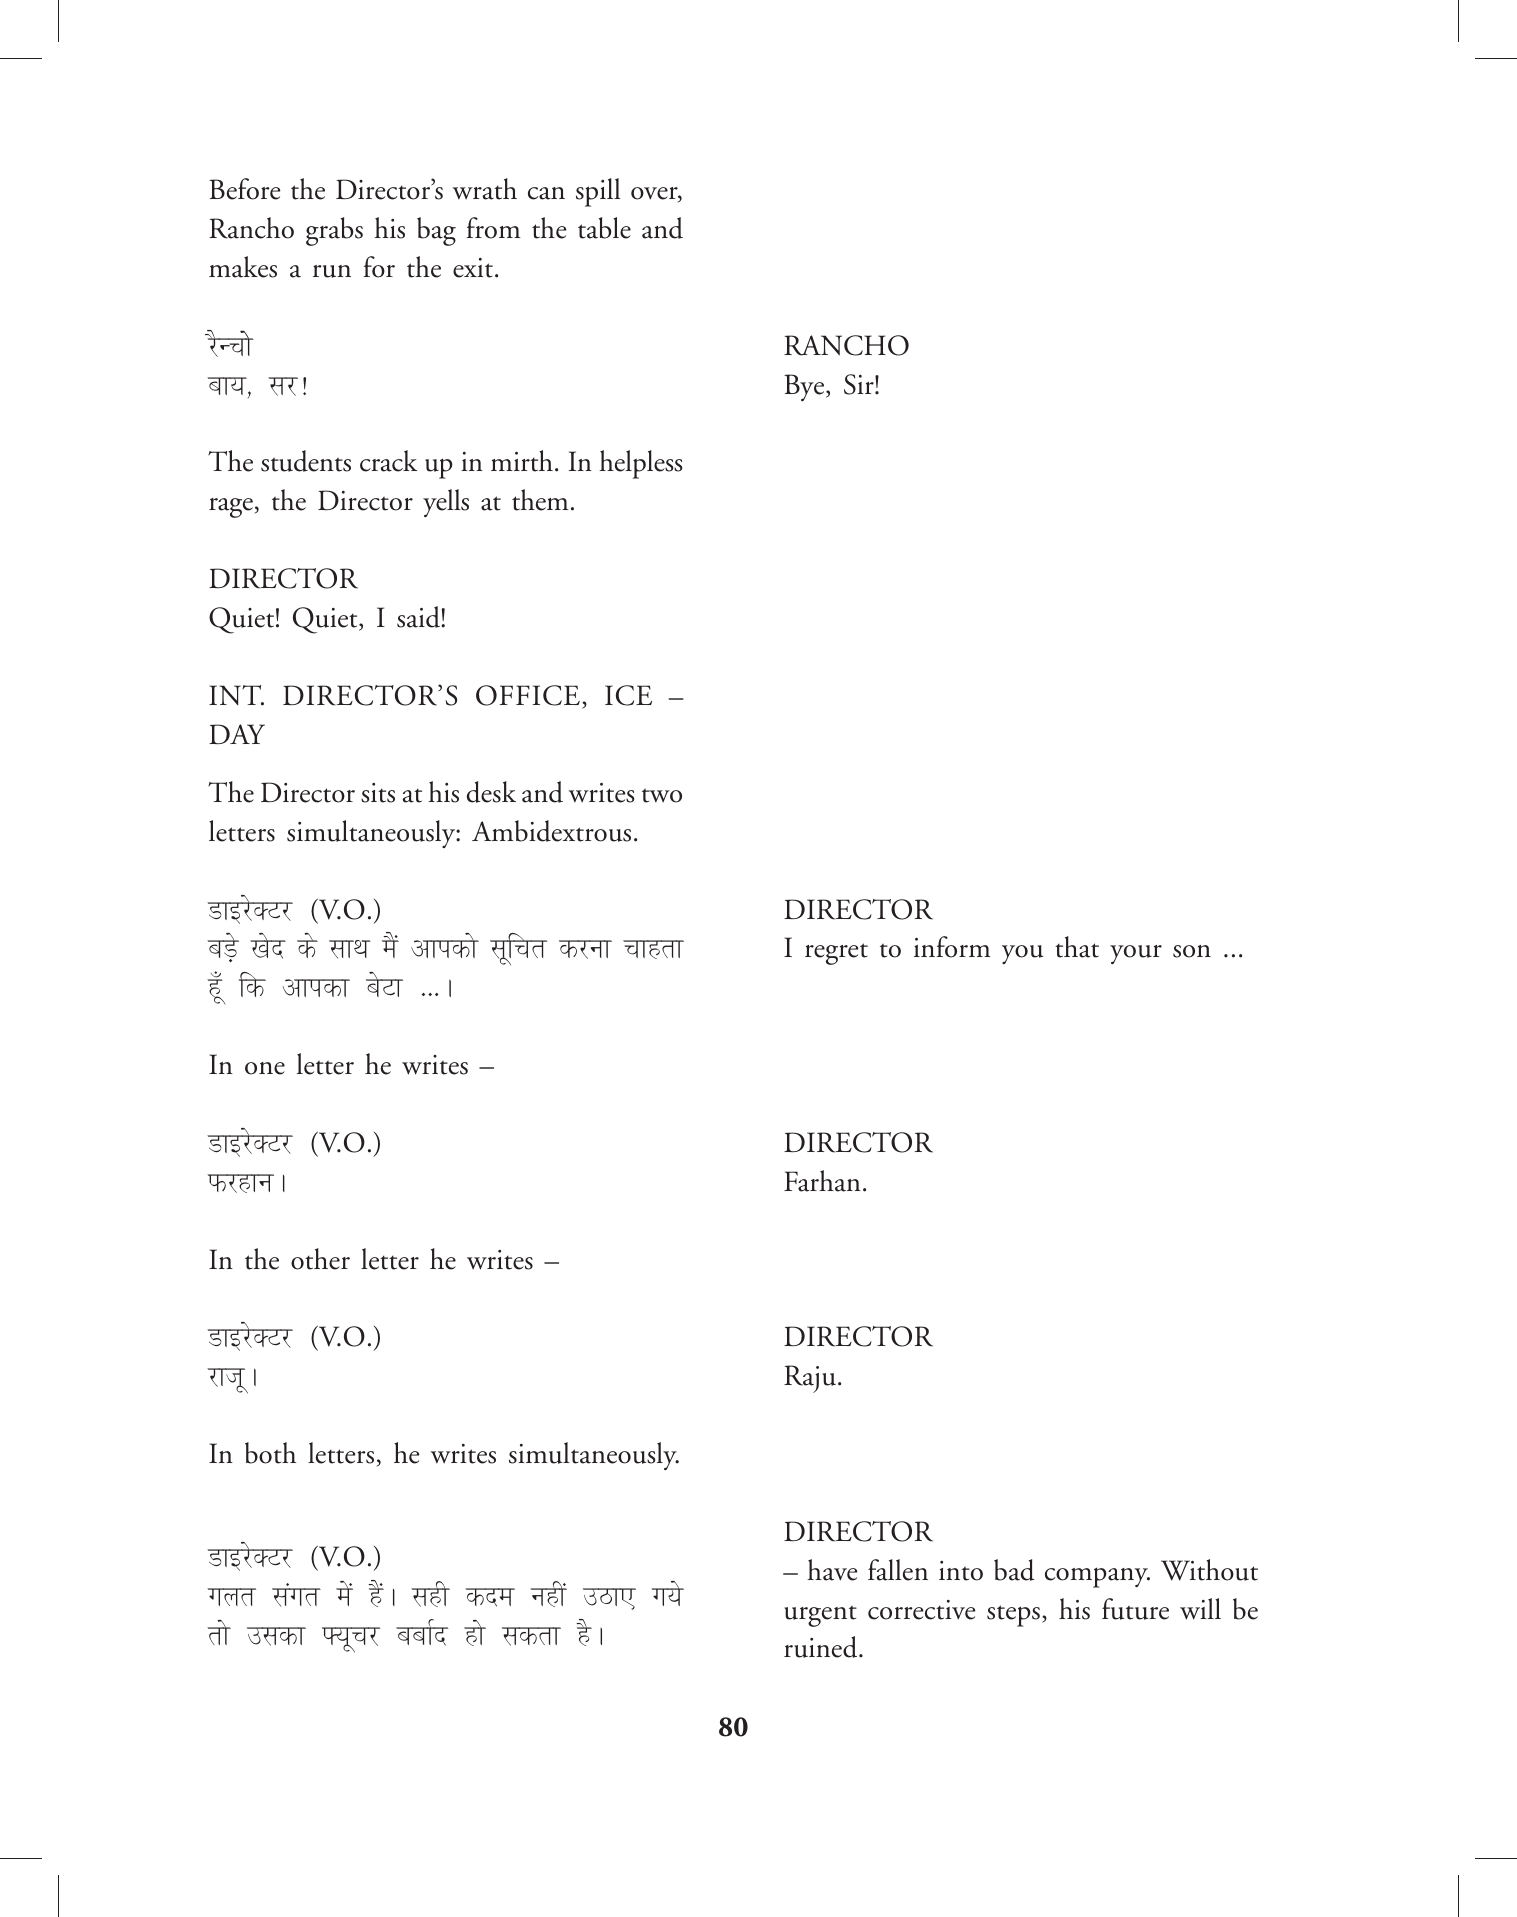 Before the Director’s wrath can spill over,
Rancho grabs his bag from the table and
makes a run for the exit.
रैन्चो
बाय, सर!
RANCHO
Bye, Sir!
The students crack up in mirth. In helpless
rage, the Director yells at them.
DIRECTOR
Quiet! Quiet, I said!
INT. DIRECTOR’S OFFICE, ICE –
DAY
The Director sits at his desk and writes two
letters simultaneously: Ambidextrous.
डाइरेक्टर (V.O.)
बड़े खेद के साथ मैं आपको सूचित करना चाहता
हूँ कि आपका बेटा ...।
DIRECTOR
I regret to inform you that your son ...
In one letter he writes –
डाइरेक्टर (V.O.)
फरहान।
DIRECTOR
Farhan.
In the other letter he writes –
डाइरेक्टर (V.O.)
राजू।
DIRECTOR
Raju.
In both letters, he writes simultaneously.
डाइरेक्टर (V.O.)
गलत संगत में हैं। सही कदम नहीं उठाए गये
तो उसका फ्यूचर बर्बाद हो सकता है।
DIRECTOR
– have fallen into bad company. Without
urgent corrective steps, his future will be
ruined.
80